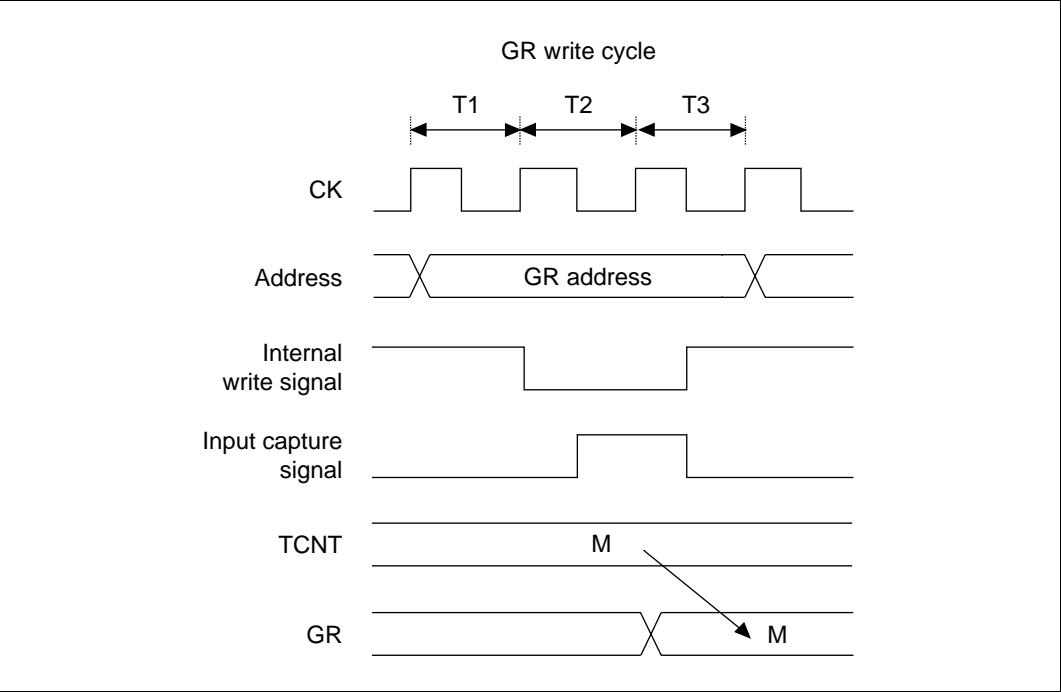 GR write cycle
T1 T2 T3
CK
Address GR address
Internal
write signal
Input capture
signal
TCNT M
GR M